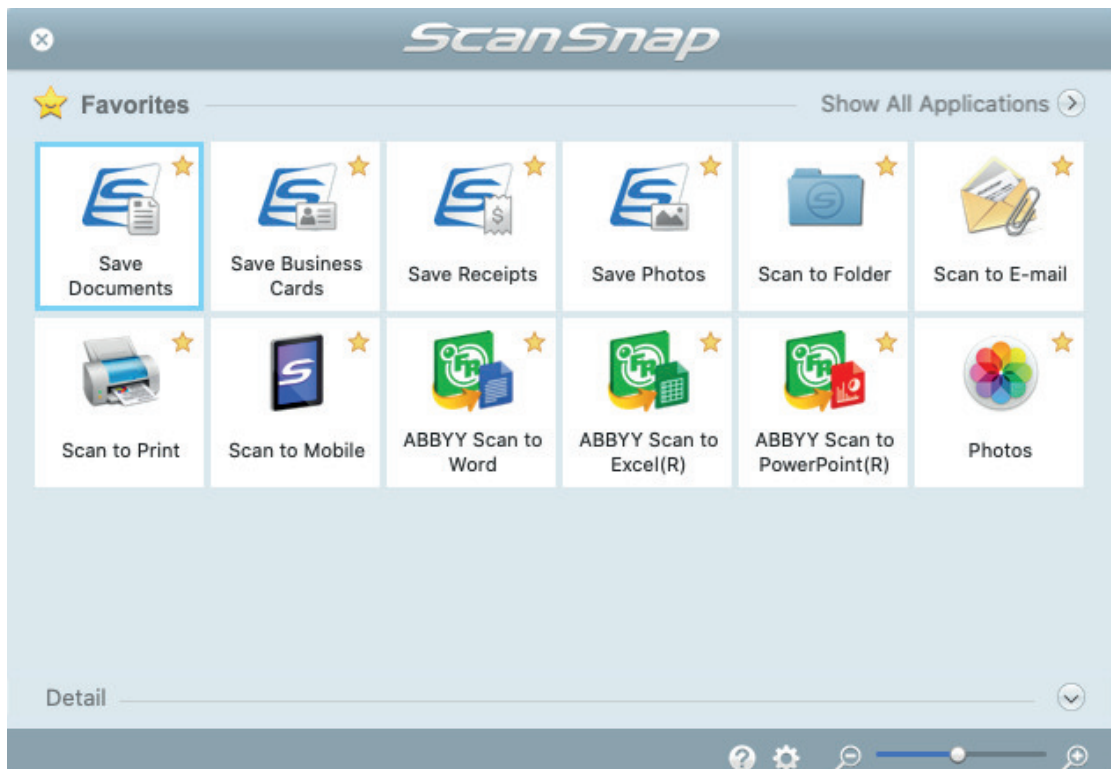 ScanSnap
Favorites
Show All Applications
Save
Documents
Save Business
Cards
Save Receipts
Save Photos
Scan to Folder
Scan to E-mail
Scan to Print
Scan to Mobile
ABBYY Scan to
Word
ABBYY Scan to
Excel(R)
ABBYY Scan to
PowerPoint(R)
Photos
Detail